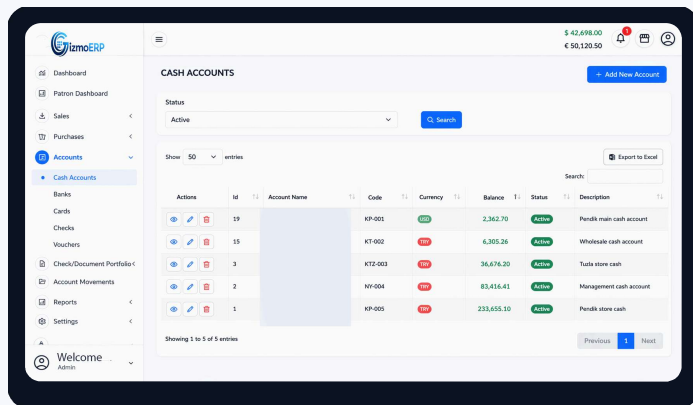 $ 42,698.00
€ 50,120.50
1
GizmoERP
Dashboard
Patron Dashboard
Sales
Purchases
Accounts
Cash Accounts
Banks
Cards
Checks
Vouchers
Check/Document Portfolio
Account Movements
Reports
Settings
Welcome
Admin
CASH ACCOUNTS
+ Add New Account
Status
Active
Search
Show 50 entries
Export to Excel
Search:
Actions Id Account Name Code Currency Balance Status Description
19 KP-001 USD 2,362.70 Active Pendik main cash account
15 KT-002 TRY 6,305.26 Active Wholesale cash account
3 KTZ-003 TRY 36,676.20 Active Tuzla store cash
2 NY-004 TRY 83,416.41 Active Management cash account
1 KP-005 TRY 233,655.10 Active Pendik store cash
Showing 1 to 5 of 5 entries
Previous 1 Next